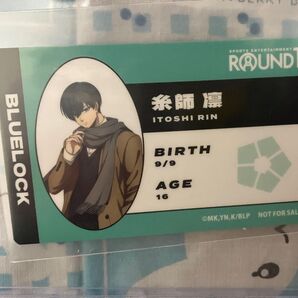 SPORTS ENTERTAINMENT
ROUND1
BLUELOCK
糸師 凛
ITOSHI RIN
BIRTH
9/9
AGE
16
©MK,YN,K/BLP NOT FOR SAL